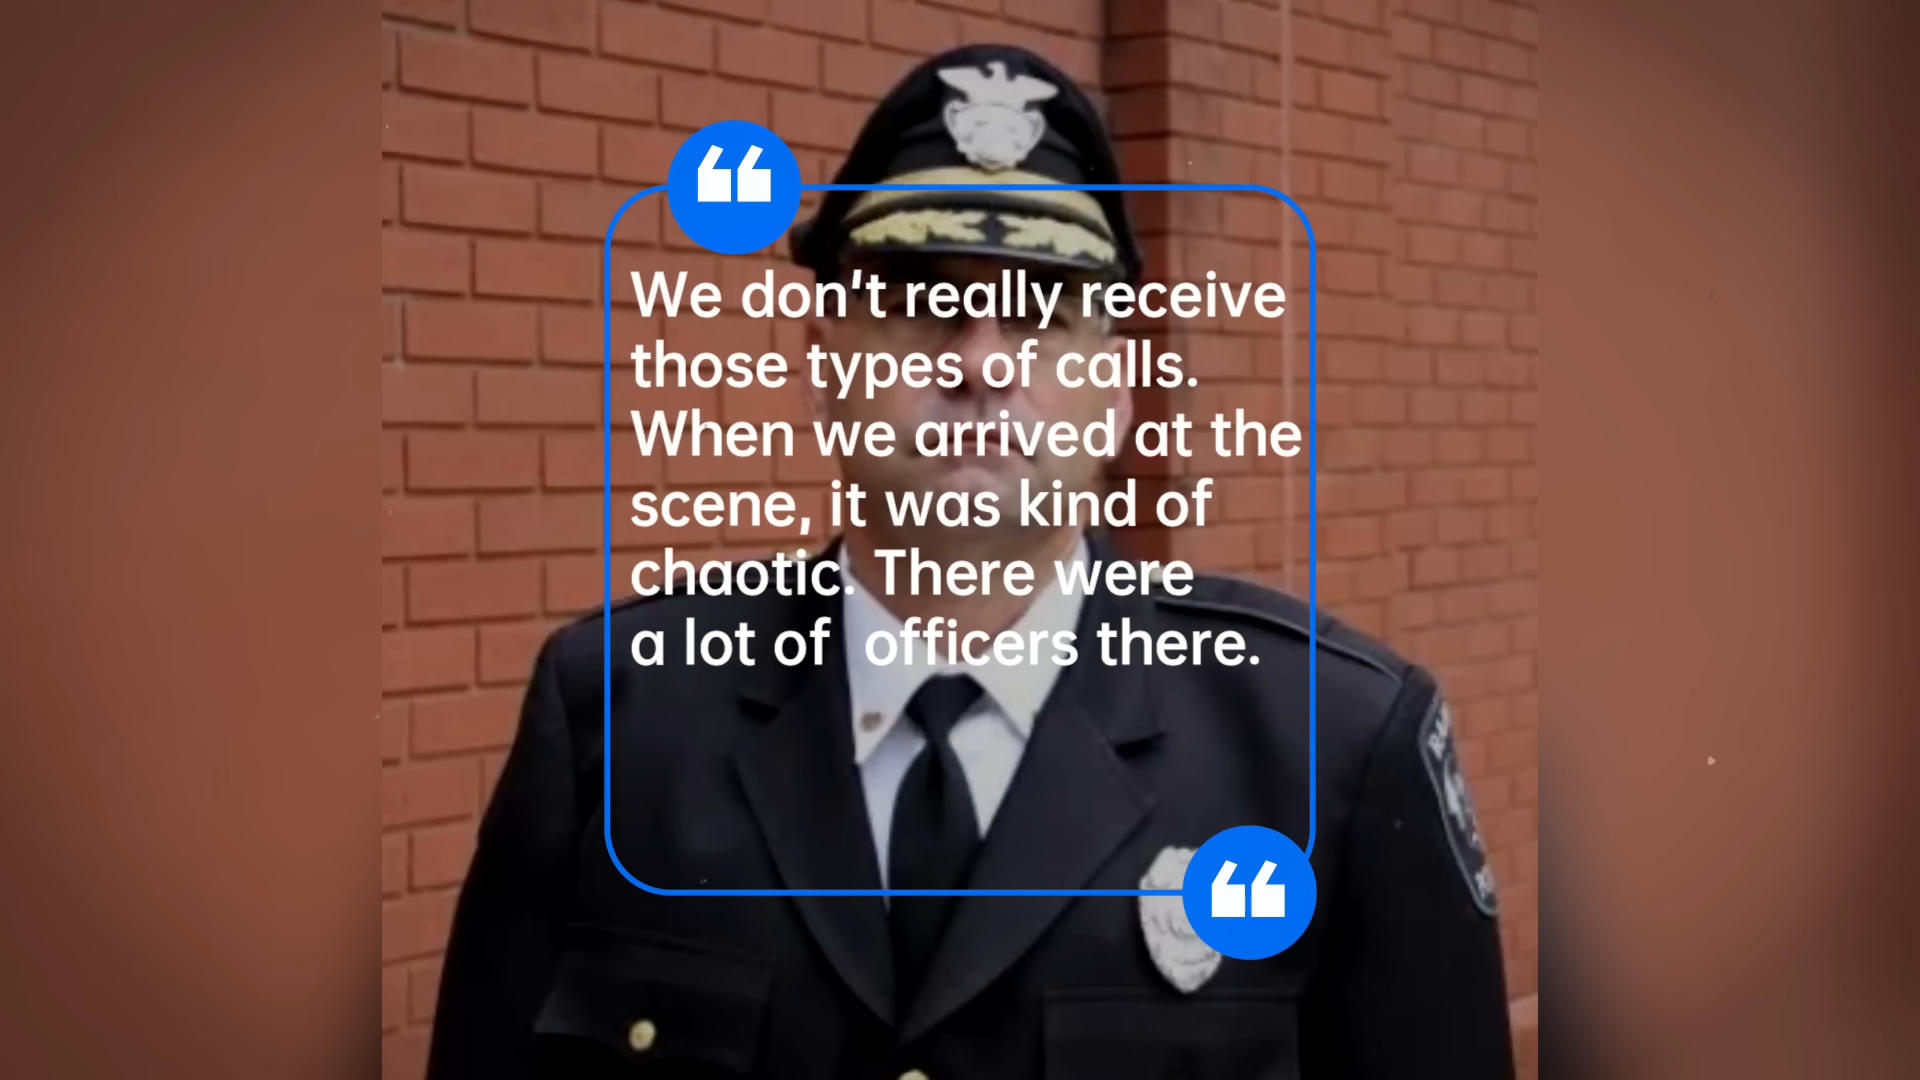 We don't really receive
those types of calls.
When we arrived at the
scene, it was kind of
chaotic. There were
a lot of  officers there.